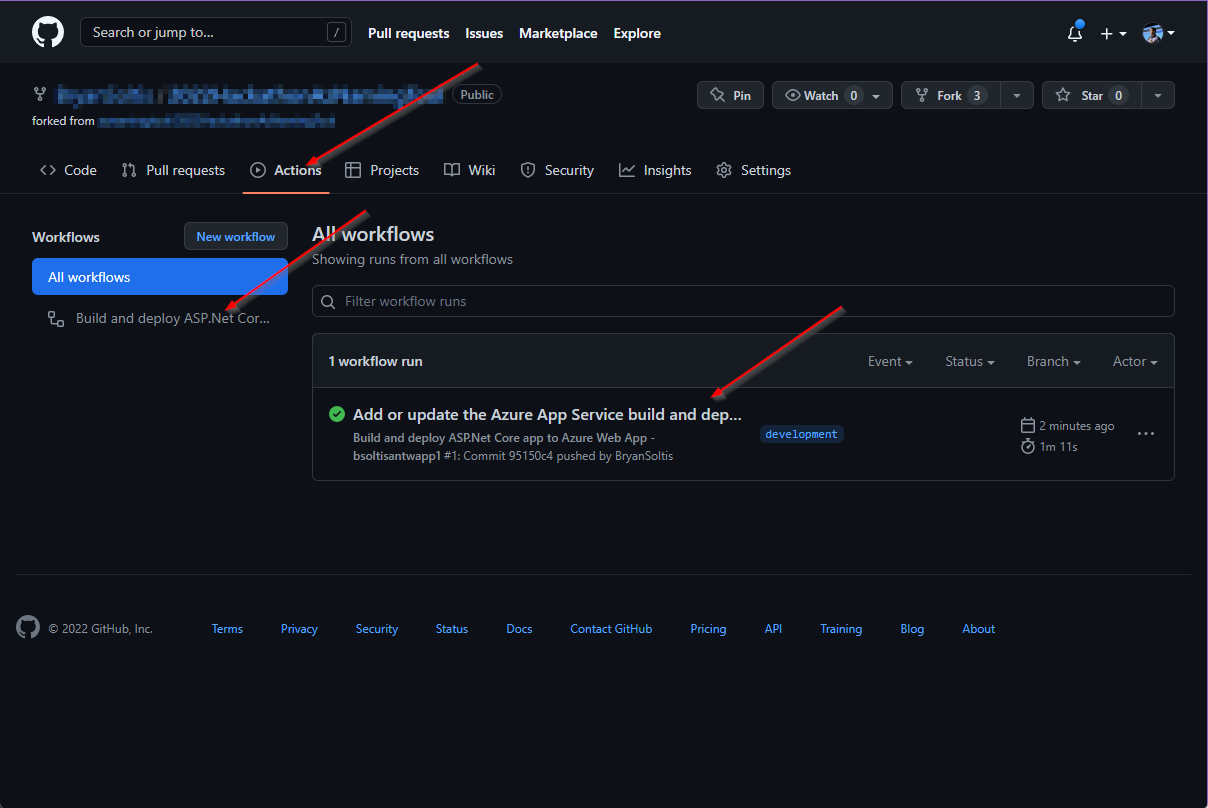 Search or jump to... /
Pull requests Issues Marketplace Explore
Public
Pin Watch 0 Fork 3 Star 0
forked from
Code Pull requests Actions Projects Wiki Security Insights Settings
Workflows New workflow
All workflows
Build and deploy ASP.Net Cor...
All workflows
Showing runs from all workflows
Filter workflow runs
1 workflow run Event Status Branch Actor
Add or update the Azure App Service build and dep...
Build and deploy ASP.Net Core app to Azure Web App -
bsoltisantwapp1 #1: Commit 95150c4 pushed by BryanSoltis
development
2 minutes ago
1m 11s
© 2022 GitHub, Inc. Terms Privacy Security Status Docs Contact GitHub Pricing API Training Blog About